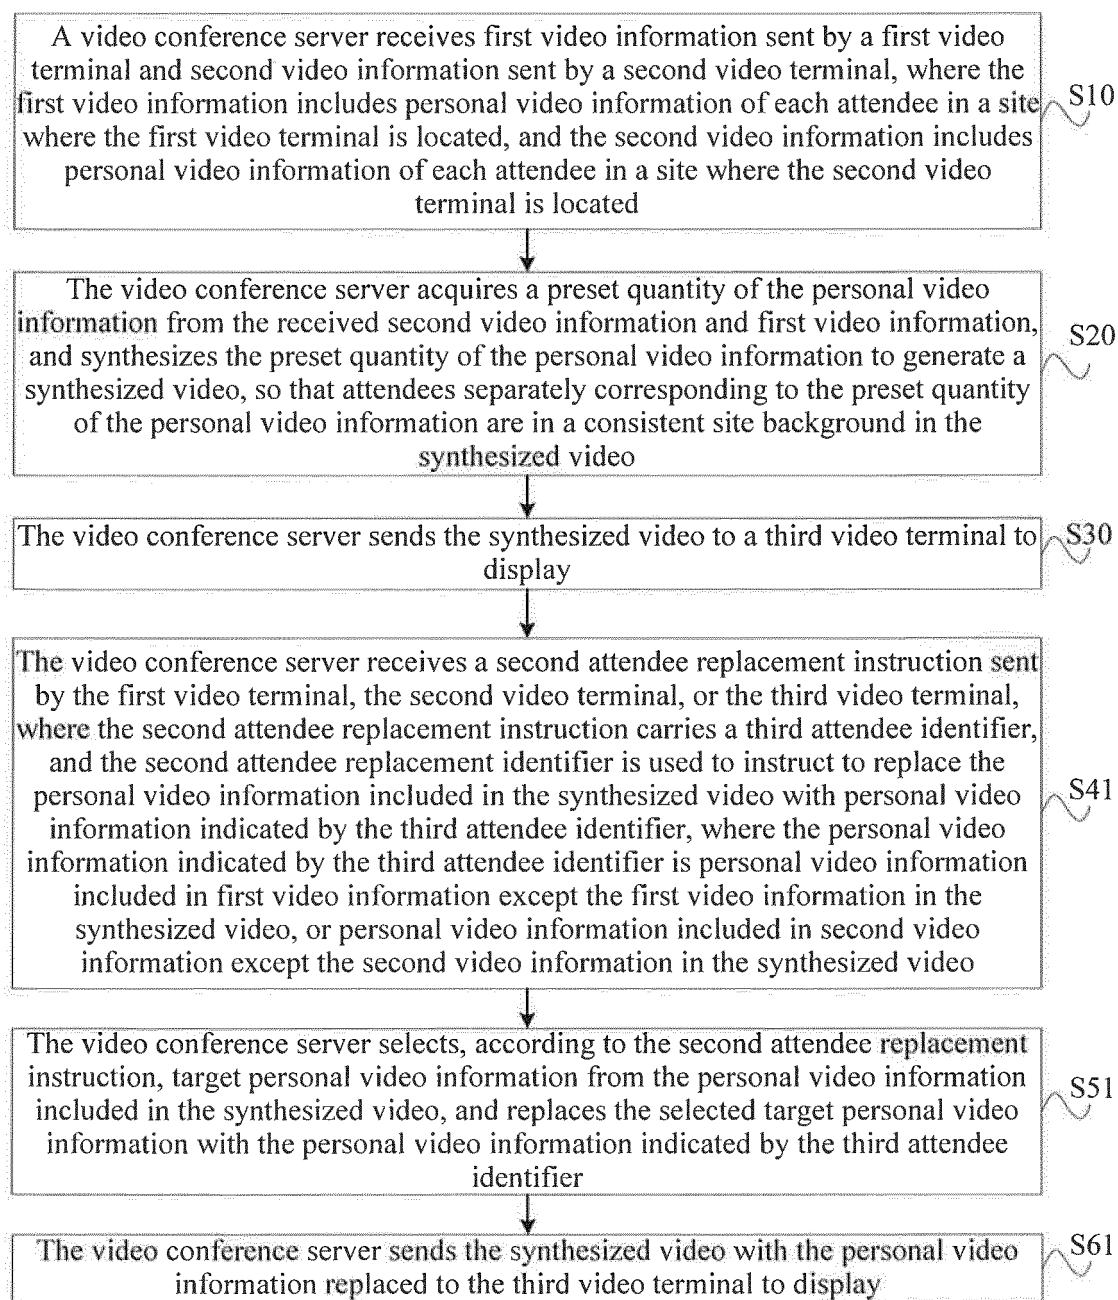 A video conference server receives first video information sent by a first video
terminal and second video information sent by a second video terminal, where the
first video information includes personal video information of each attendee in a site
where the first video terminal is located, and the second video information includes
personal video information of each attendee in a site where the second video
terminal is located
S10
The video conference server acquires a preset quantity of the personal video
information from the received second video information and first video information,
and synthesizes the preset quantity of the personal video information to generate a
synthesized video, so that attendees separately corresponding to the preset quantity
of the personal video information are in a consistent site background in the
synthesized video
S20
The video conference server sends the synthesized video to a third video terminal to
display
S30
The video conference server receives a second attendee replacement instruction sent
by the first video terminal, the second video terminal, or the third video terminal,
where the second attendee replacement instruction carries a third attendee identifier,
and the second attendee replacement identifier is used to instruct to replace the
personal video information included in the synthesized video with personal video
information indicated by the third attendee identifier, where the personal video
information indicated by the third attendee identifier is personal video information
included in first video information except the first video information in the
synthesized video, or personal video information included in second video
information except the second video information in the synthesized video
S41
The video conference server selects, according to the second attendee replacement
instruction, target personal video information from the personal video information
included in the synthesized video, and replaces the selected target personal video
information with the personal video information indicated by the third attendee
identifier
S51
The video conference server sends the synthesized video with the personal video
information replaced to the third video terminal to display
S61